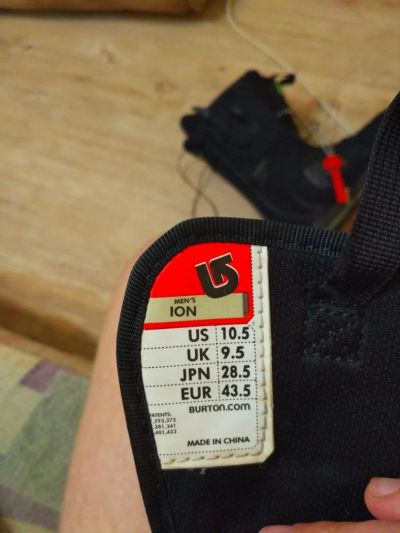 MEN'S
ION
US 10.5
UK 9.5
JPN 28.5
EUR 43.5
BURTON.COM
MADE IN CHINA